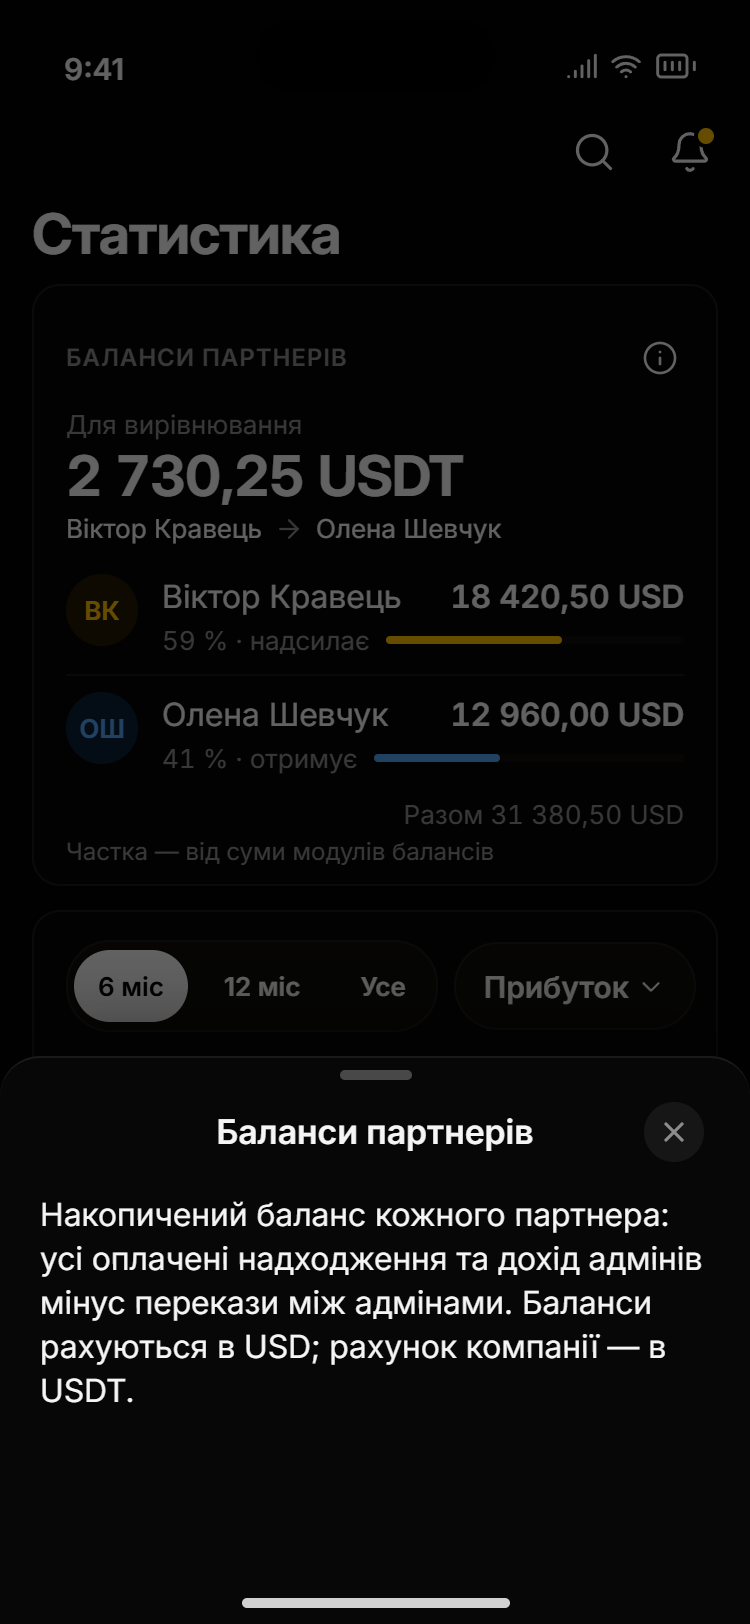 9:41
Статистика
БАЛАНСИ ПАРТНЕРІВ
Для вирівнювання
2 730,25 USDT
Віктор Кравець → Олена Шевчук
ВК
Віктор Кравець 18 420,50 USD
59 % · надсилає
ОШ
Олена Шевчук 12 960,00 USD
41 % · отримує
Разом 31 380,50 USD
Частка — від суми модулів балансів
6 міс 12 міс Усе Прибуток
Баланси партнерів
Накопичений баланс кожного партнера:
усі оплачені надходження та дохід адмінів
мінус перекази між адмінами. Баланси
рахуються в USD; рахунок компанії — в
USDT.